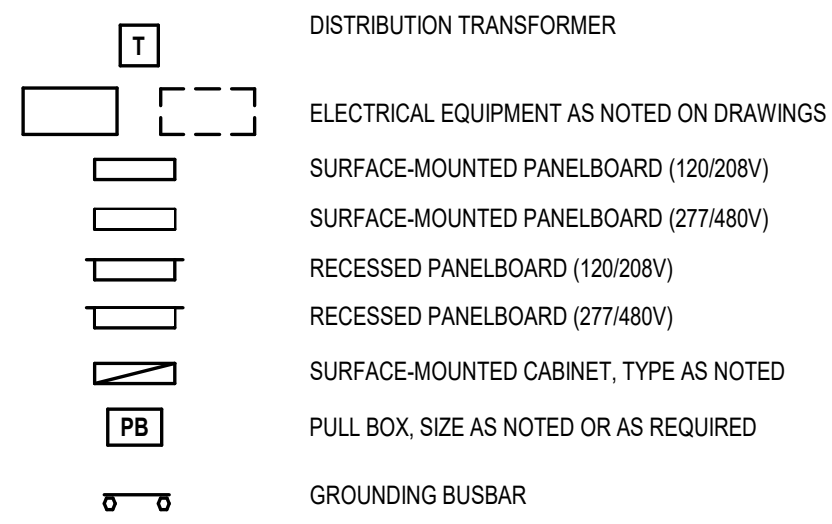 T DISTRIBUTION TRANSFORMER
ELECTRICAL EQUIPMENT AS NOTED ON DRAWINGS
SURFACE-MOUNTED PANELBOARD (120/208V)
SURFACE-MOUNTED PANELBOARD (277/480V)
RECESSED PANELBOARD (120/208V)
RECESSED PANELBOARD (277/480V)
SURFACE-MOUNTED CABINET, TYPE AS NOTED
PB PULL BOX, SIZE AS NOTED OR AS REQUIRED
GROUNDING BUSBAR